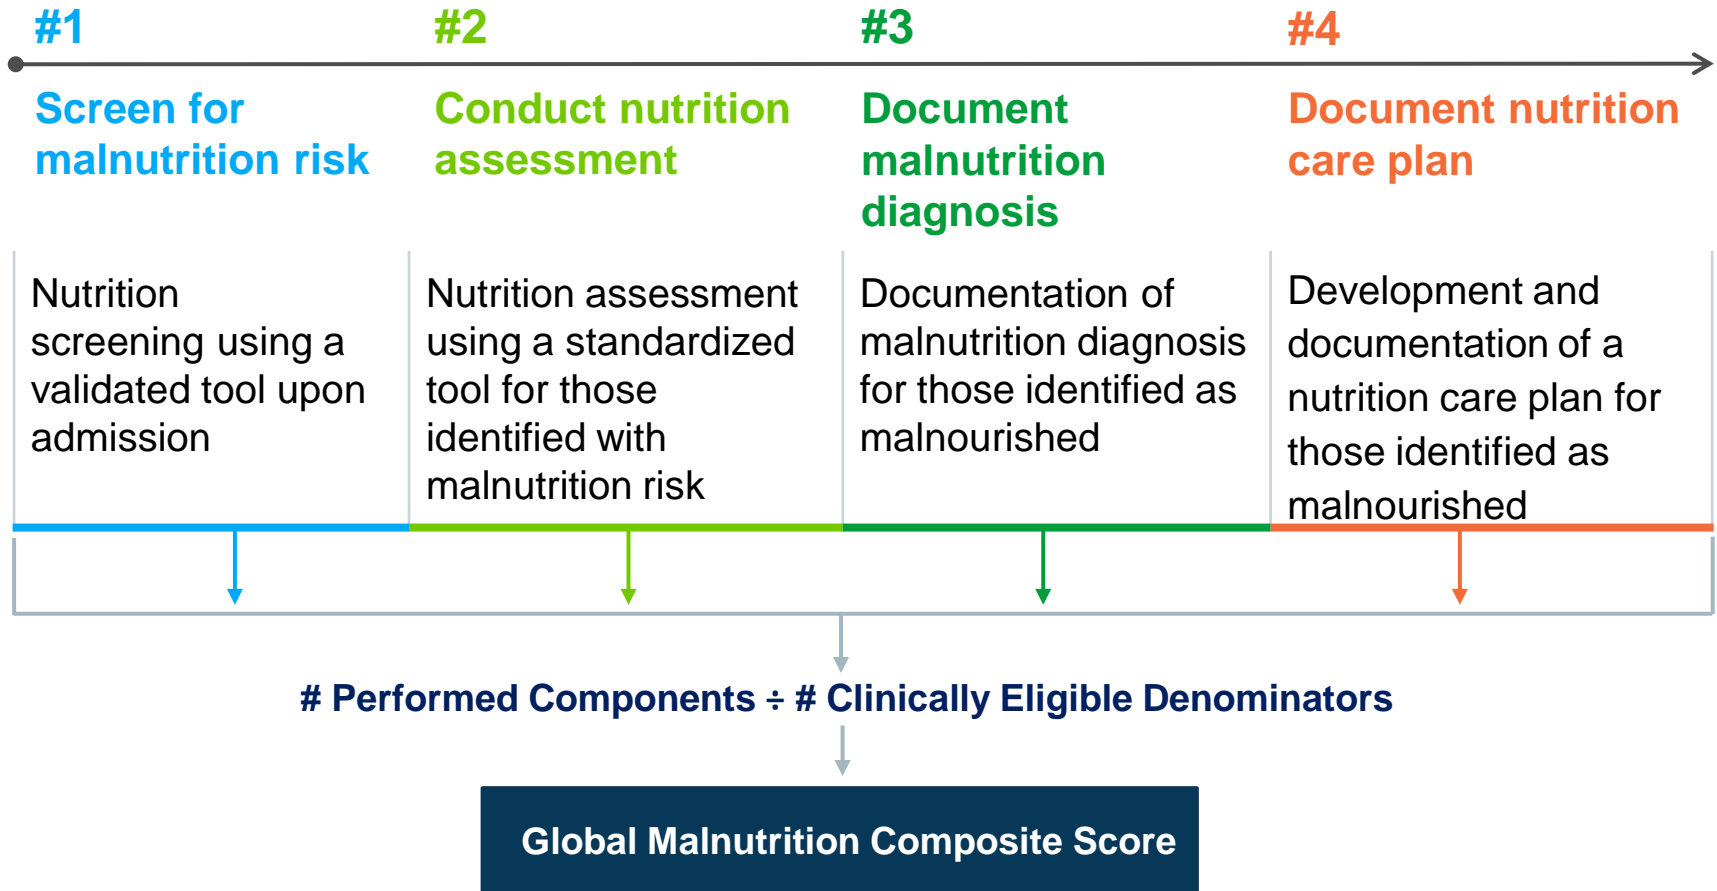 #1
#2
#3
#4
Screen for
malnutrition risk
Conduct nutrition
assessment
Document
malnutrition
diagnosis
Document nutrition
care plan
Nutrition
screening using a
validated tool upon
admission
Nutrition assessment
using a standardized
tool for those
identified with
malnutrition risk
Documentation of
malnutrition diagnosis
for those identified as
malnourished
Development and
documentation of a
nutrition care plan for
those identified as
malnourished
# Performed Components ÷ # Clinically Eligible Denominators
Global Malnutrition Composite Score